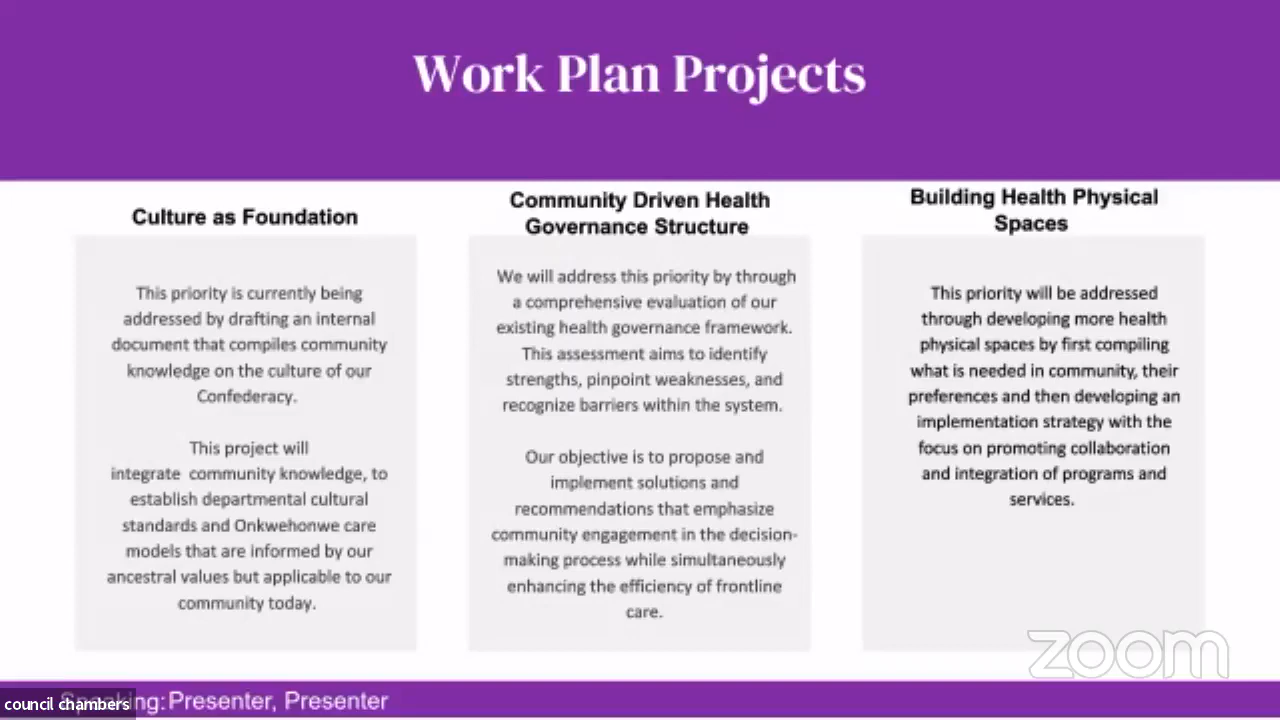 Work Plan Projects
Culture as Foundation
This priority is currently being
addressed by drafting an internal
document that compiles community
knowledge on the culture of our
Confederacy.
This project will
integrate  community knowledge, to
establish departmental cultural
standards and Onkwehonwe care
models that are informed by our
ancestral values but applicable to our
community today.
Community Driven Health
Governance Structure
We will address this priority by through
a comprehensive evaluation of our
existing health governance framework.
This assessment aims to identify
strengths, pinpoint weaknesses, and
recognize barriers within the system.
Our objective is to propose and
implement solutions and
recommendations that emphasize
community engagement in the decision-
making process while simultaneously
enhancing the efficiency of frontline
care.
Building Health Physical
Spaces
This priority will be addressed
through developing more health
physical spaces by first compiling
what is needed in community, their
preferences and then developing an
implementation strategy with the
focus on promoting collaboration
and integration of programs and
services.
zoom
Speaking: Presenter, Presenter
council chambers